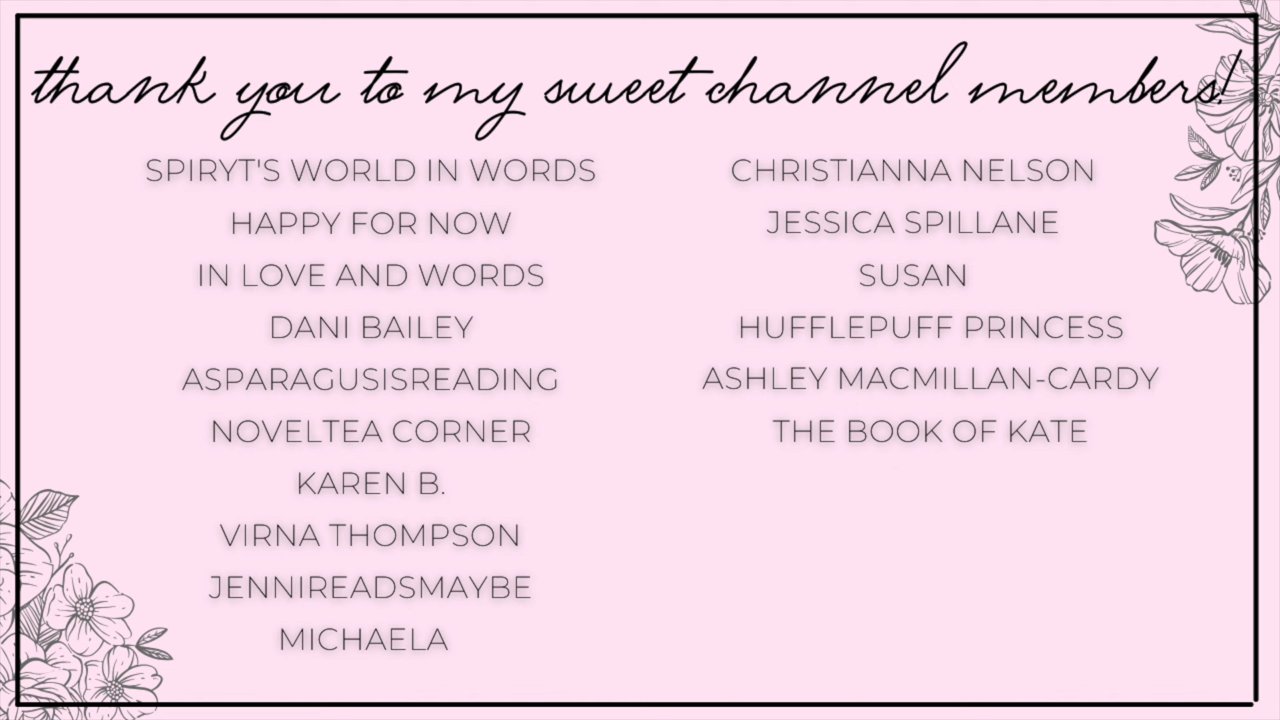 thank you to my sweet channel members!
SPIRYT'S WORLD IN WORDS
HAPPY FOR NOW
IN LOVE AND WORDS
DANI BAILEY
ASPARAGUSISREADING
NOVELTEA CORNER
KAREN B.
VIRNA THOMPSON
JENNIREADSMAYBE
MICHAELA
CHRISTIANNA NELSON
JESSICA SPILLANE
SUSAN
HUFFLEPUFF PRINCESS
ASHLEY MACMILLAN-CARDY
THE BOOK OF KATE